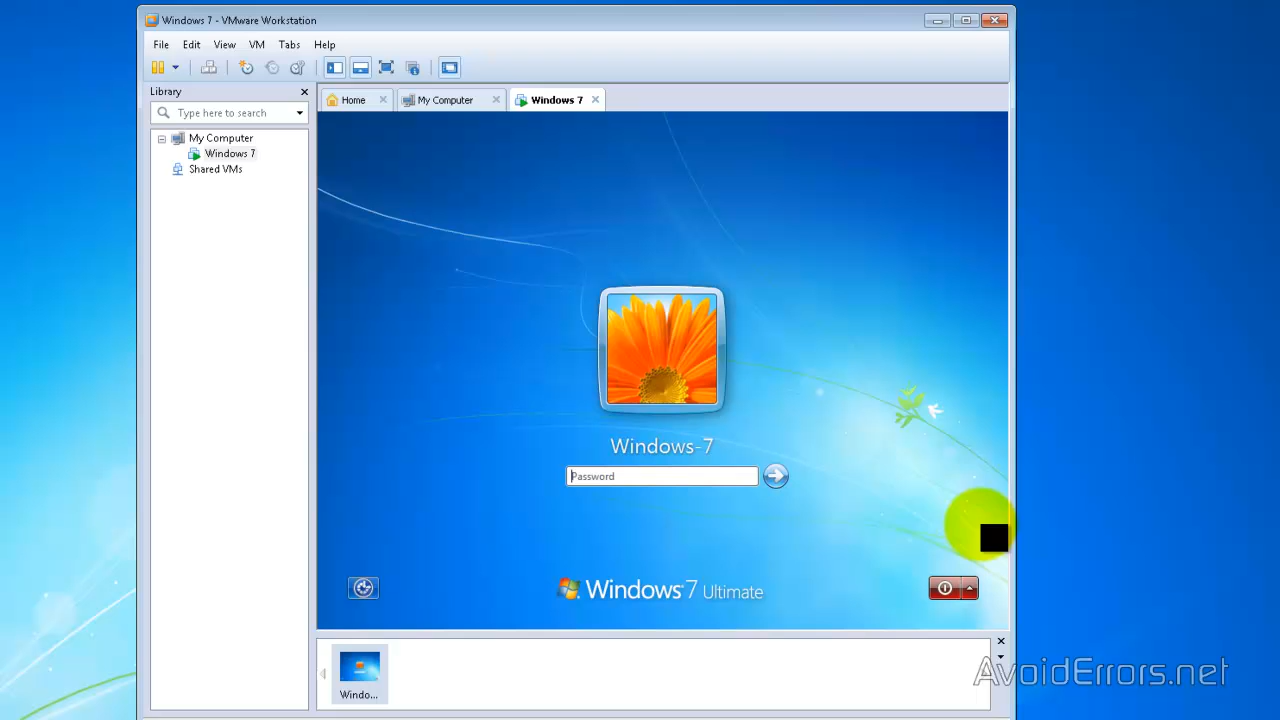 Windows 7 - VMware Workstation
File Edit View VM Tabs Help
Library
Type here to search
My Computer
Windows 7
Shared VMs
Home
My Computer
Windows 7
Windows-7
Password
Windows 7 Ultimate
Windo...
AvoidErrors.net